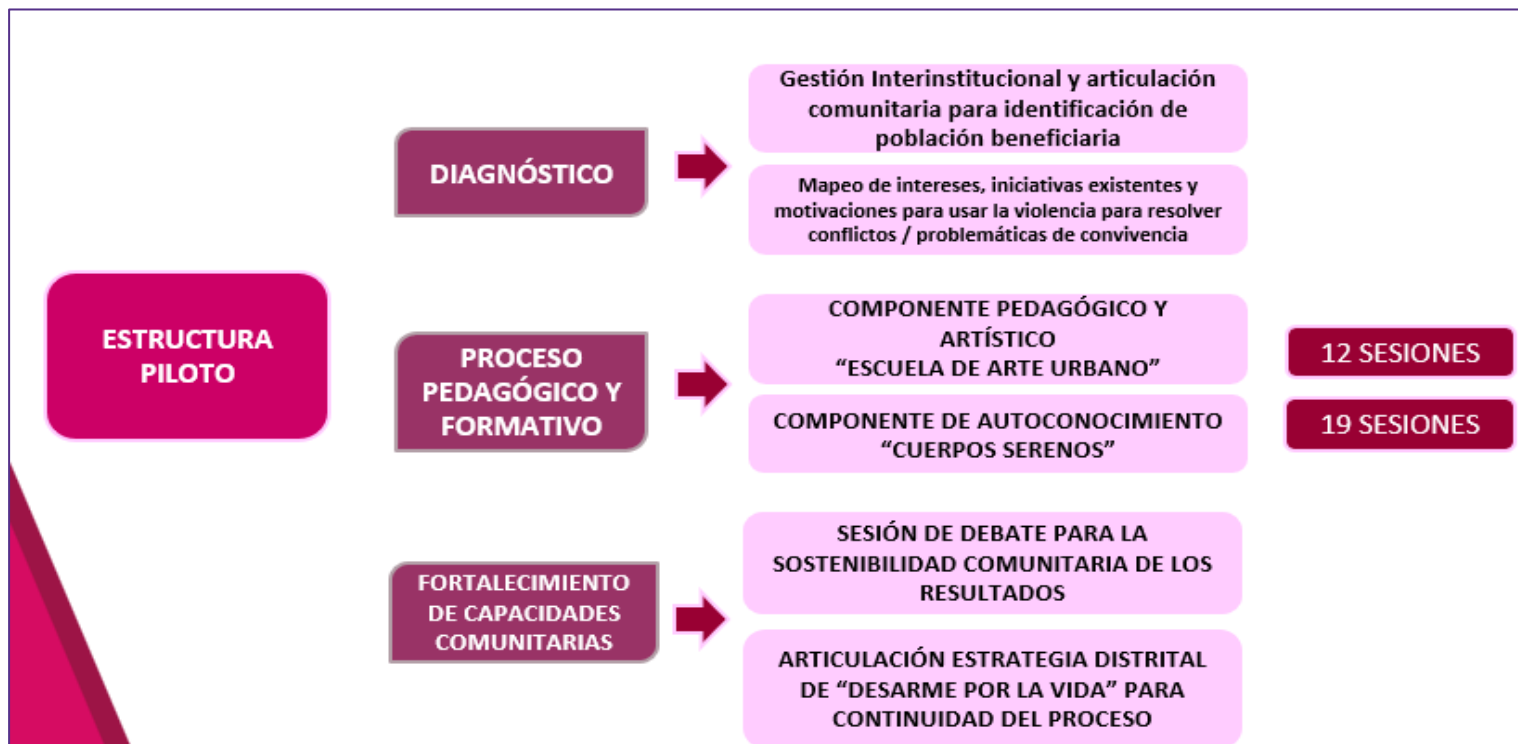 ESTRUCTURA
PILOTO
DIAGNÓSTICO
Gestión Interinstitucional y articulación
comunitaria para identificación de
población beneficiaria
Mapeo de intereses, iniciativas existentes y
motivaciones para usar la violencia para resolver
conflictos / problemáticas de convivencia
PROCESO
PEDAGÓGICO Y
FORMATIVO
COMPONENTE PEDAGÓGICO Y
ARTÍSTICO
“ESCUELA DE ARTE URBANO”
12 SESIONES
COMPONENTE DE AUTOCONOCIMIENTO
“CUERPOS SERENOS”
19 SESIONES
FORTALECIMIENTO
DE CAPACIDADES
COMUNITARIAS
SESIÓN DE DEBATE PARA LA
SOSTENIBILIDAD COMUNITARIA DE LOS
RESULTADOS
ARTICULACIÓN ESTRATEGIA DISTRITAL
DE “DESARME POR LA VIDA” PARA
CONTINUIDAD DEL PROCESO